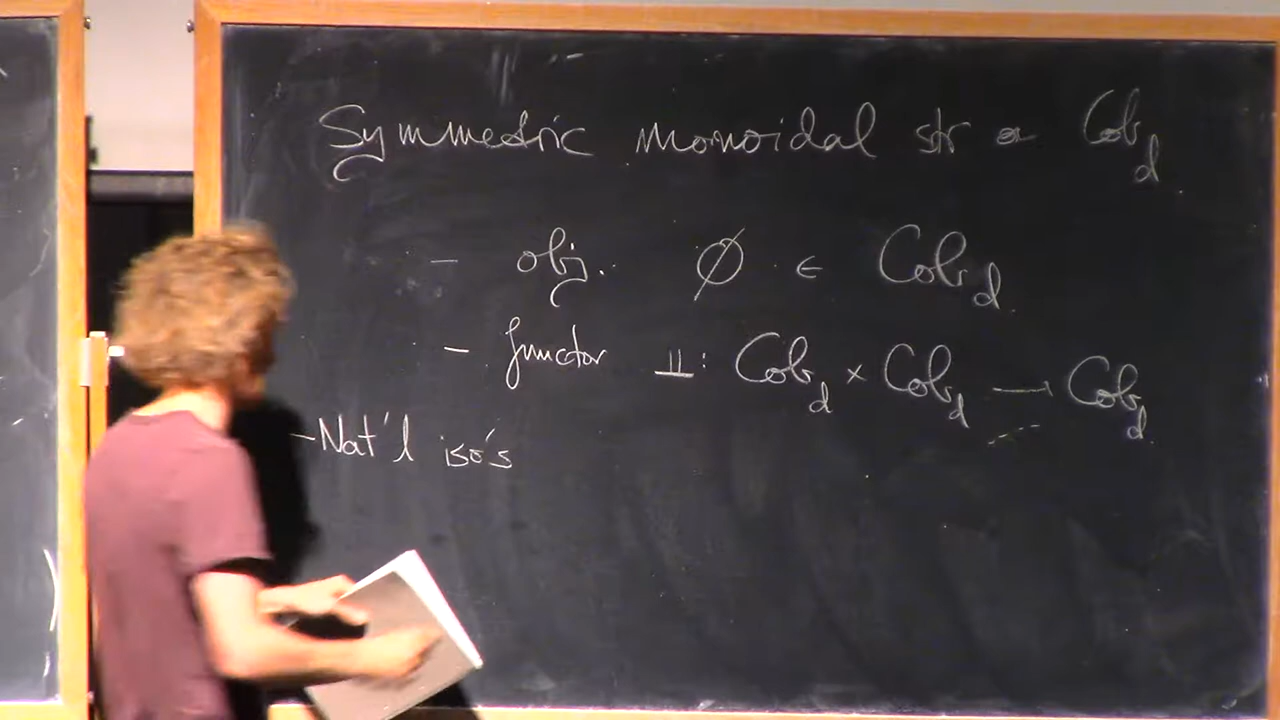 Symmetric monoidal str on Cob_d
- obj. ∅ ∈ Cob_d
- functor ⊔: Cob_d × Cob_d → Cob_d
- Nat'l iso's